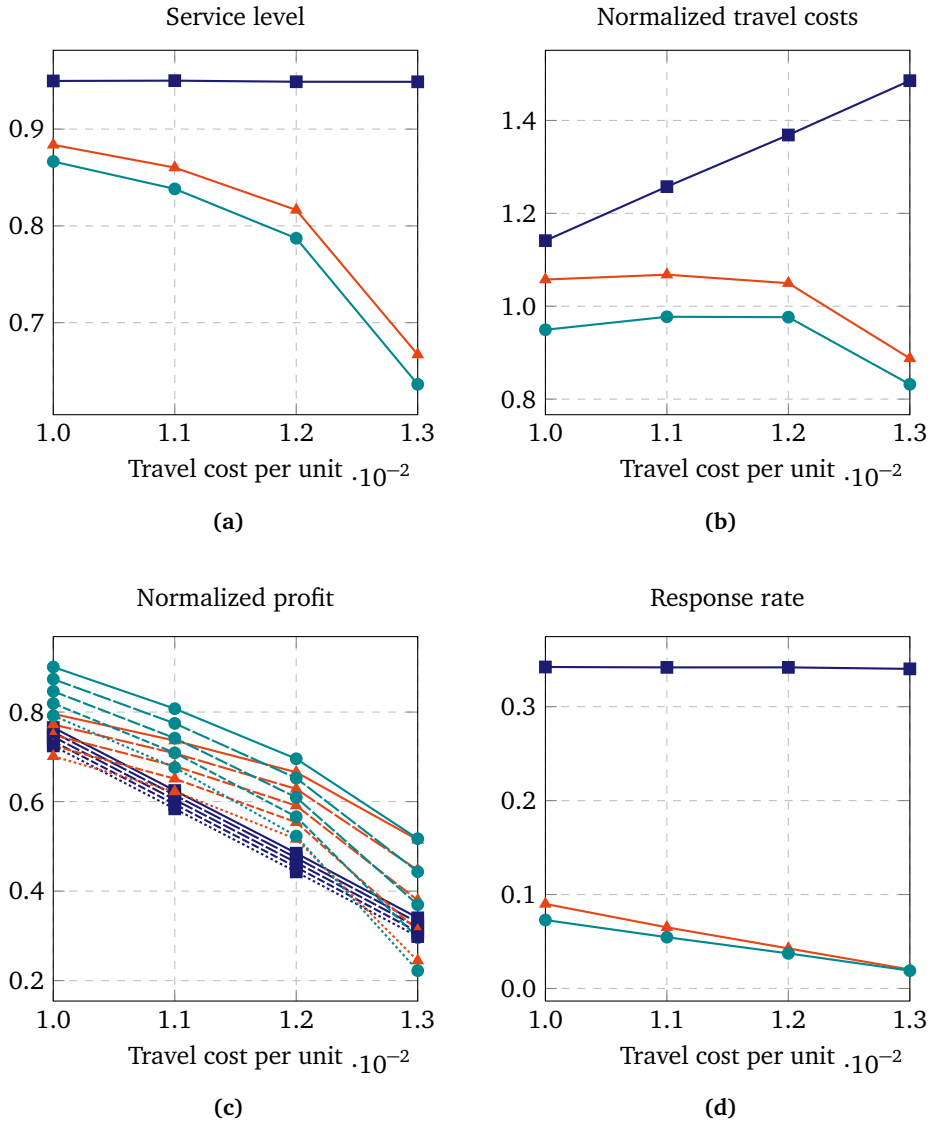 Service level
0.9
0.8
0.7
1.0 1.1 1.2 1.3
Travel cost per unit ·10⁻²
(a)
Normalized travel costs
1.4
1.2
1.0
0.8
1.0 1.1 1.2 1.3
Travel cost per unit ·10⁻²
(b)
Normalized profit
0.8
0.6
0.4
0.2
1.0 1.1 1.2 1.3
Travel cost per unit ·10⁻²
(c)
Response rate
0.3
0.2
0.1
0.0
1.0 1.1 1.2 1.3
Travel cost per unit ·10⁻²
(d)